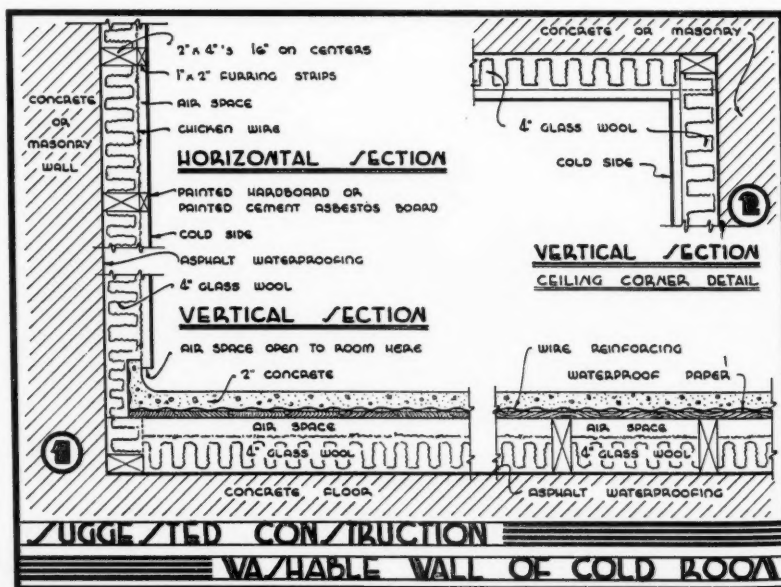 2" x 4"'s 16" ON CENTERS
1" x 2" FURRING STRIPS
AIR SPACE
CHICKEN WIRE
HORIZONTAL SECTION
PAINTED HARDBOARD OR
PAINTED CEMENT ASBESTOS BOARD
COLD SIDE
ASPHALT WATERPROOFING
4" GLASS WOOL
VERTICAL SECTION
AIR SPACE OPEN TO ROOM HERE
2" CONCRETE
CONCRETE
OR
MASONRY
WALL
1
CONCRETE OR MASONRY
4" GLASS WOOL
COLD SIDE
2
VERTICAL SECTION
CEILING CORNER DETAIL
WIRE REINFORCING
WATERPROOF PAPER
AIR SPACE
4" GLASS WOOL
AIR SPACE
4" GLASS WOOL
CONCRETE FLOOR
ASPHALT WATERPROOFING
SUGGESTED CONSTRUCTION
WASHABLE WALL OF COLD ROOM